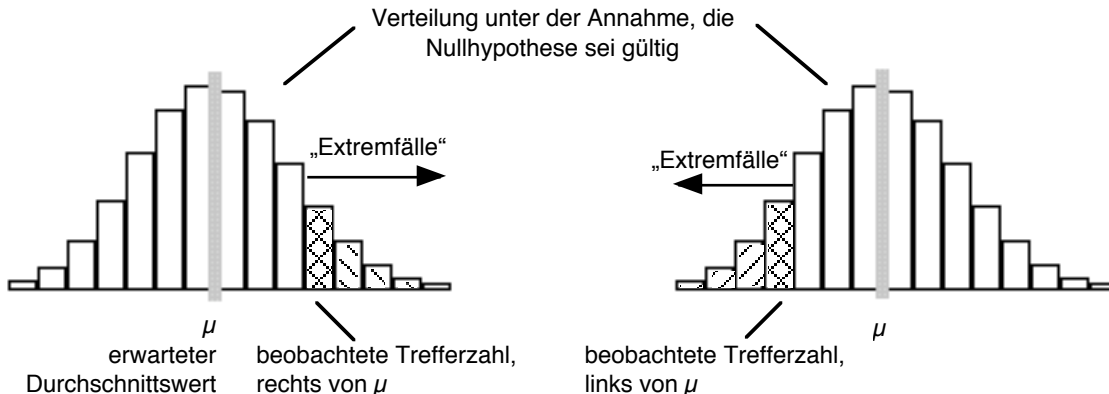 Verteilung unter der Annahme, die
Nullhypothese sei gültig
„Extremfälle“
„Extremfälle“
μ
erwarteter
Durchschnittswert
beobachtete Trefferzahl,
rechts von μ
beobachtete Trefferzahl,
links von μ
μ